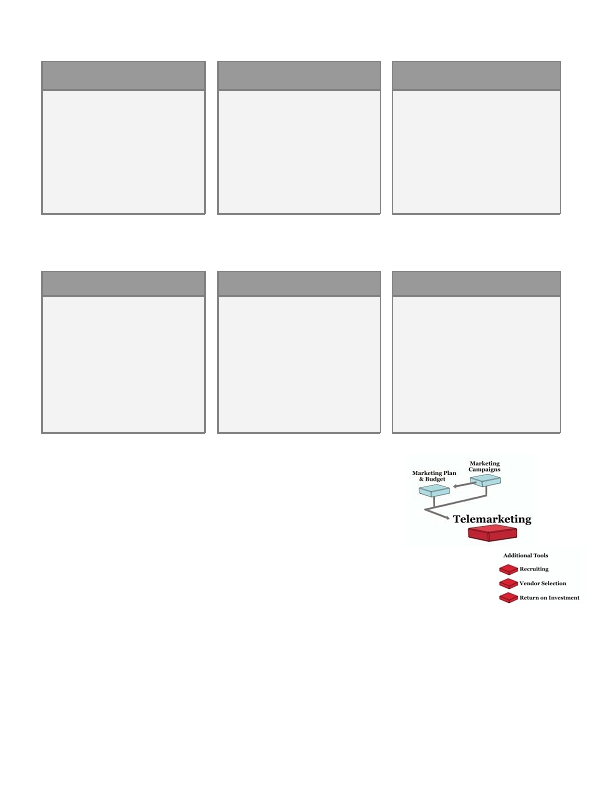 Marketing
Campaigns
Marketing Plan
& Budget
Telemarketing
Additional Tools
Recruiting
Vendor Selection
Return on Investment